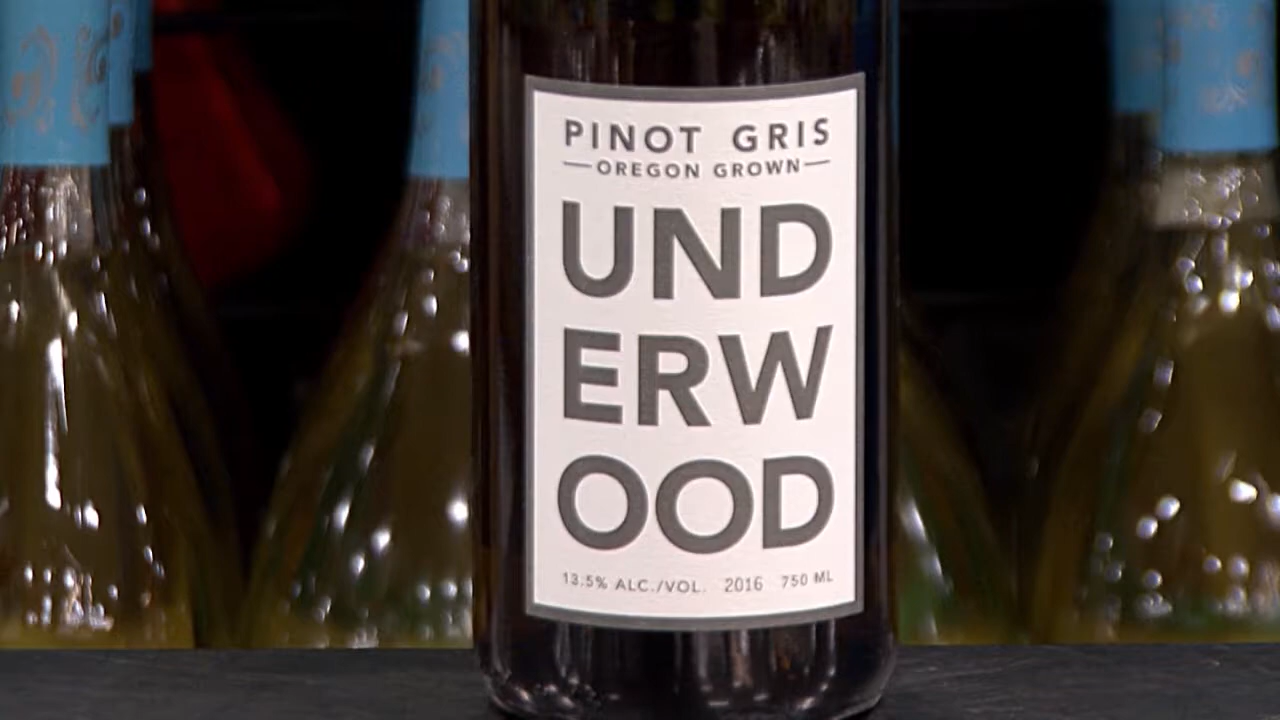 PINOT GRIS
OREGON GROWN
UND
ERW
OOD
13.5% ALC./VOL. 2016 750 ML